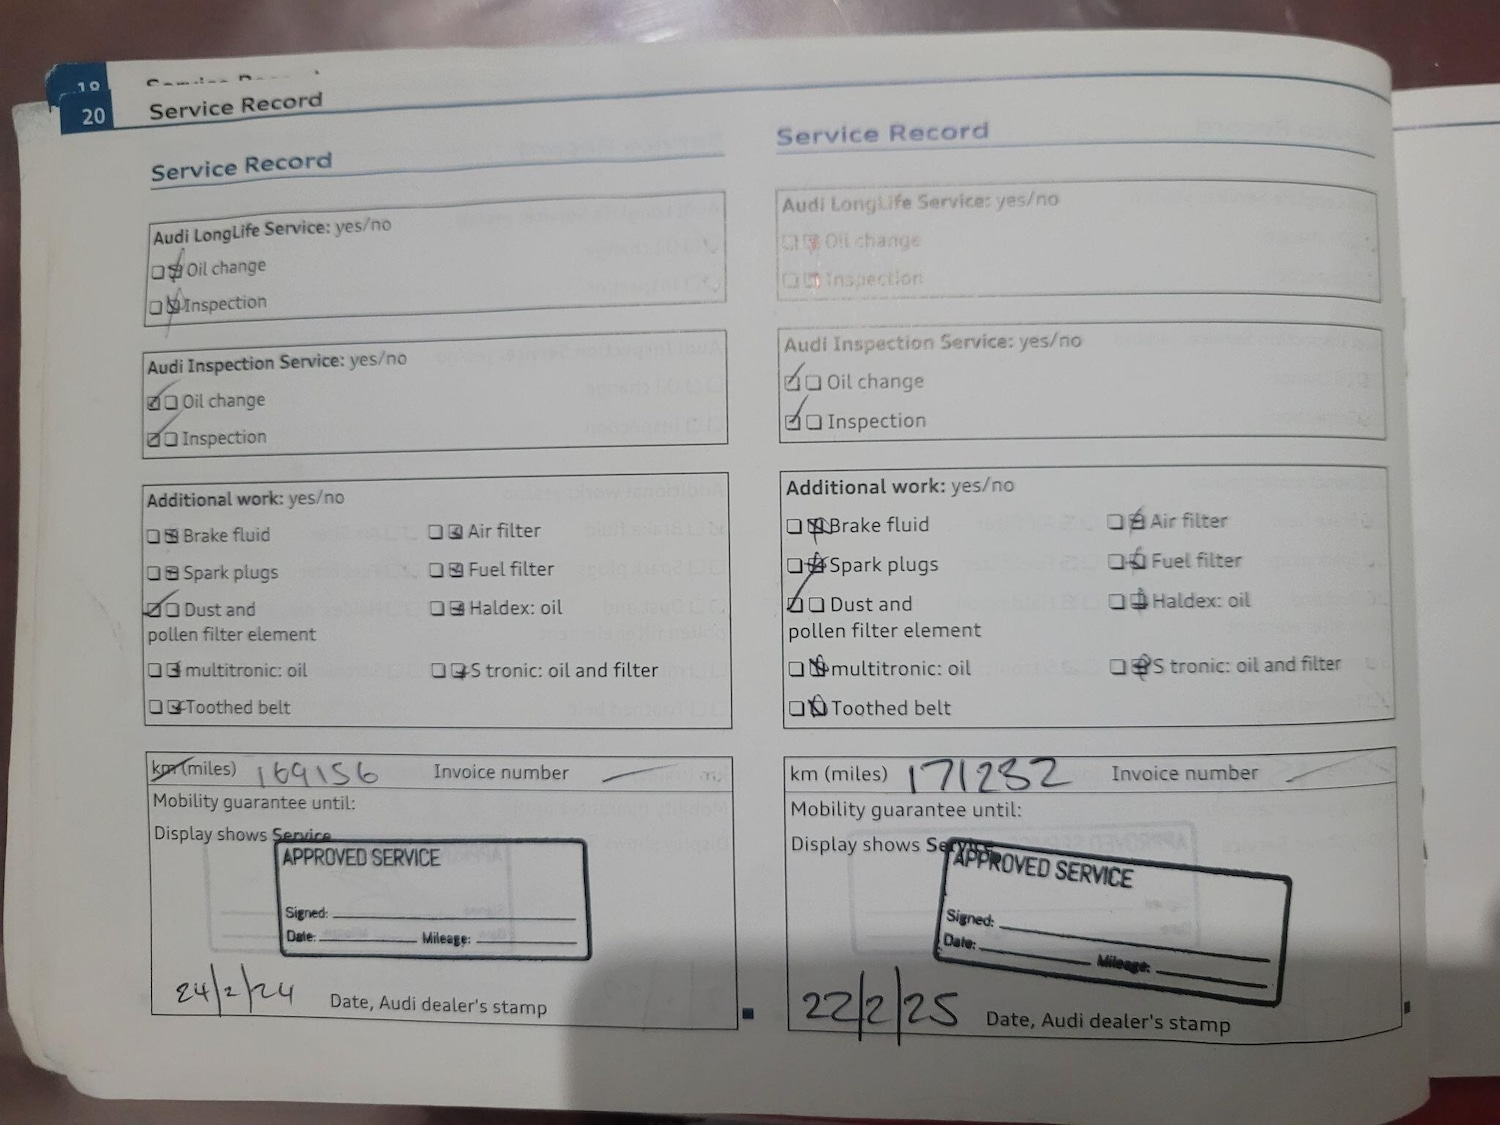 20
Service Record
Service Record
Audi LongLife Service: yes/no
Oil change
Inspection
Audi Inspection Service: yes/no
Oil change
Inspection
Additional work: yes/no
Brake fluid
Air filter
Spark plugs
Fuel filter
Dust and
Haldex: oil
pollen filter element
multitronic: oil
S tronic: oil and filter
Toothed belt
km (miles) 169156 Invoice number
Mobility guarantee until:
Display shows Service
APPROVED SERVICE
Signed:
Date: Mileage:
24/2/24 Date, Audi dealer's stamp
Service Record
Audi LongLife Service: yes/no
Oil change
Inspection
Audi Inspection Service: yes/no
Oil change
Inspection
Additional work: yes/no
Brake fluid
Air filter
Spark plugs
Fuel filter
Dust and
Haldex: oil
pollen filter element
multitronic: oil
S tronic: oil and filter
Toothed belt
km (miles) 171232 Invoice number
Mobility guarantee until:
Display shows Service
APPROVED SERVICE
Signed:
Date: Mileage:
22/2/25 Date, Audi dealer's stamp